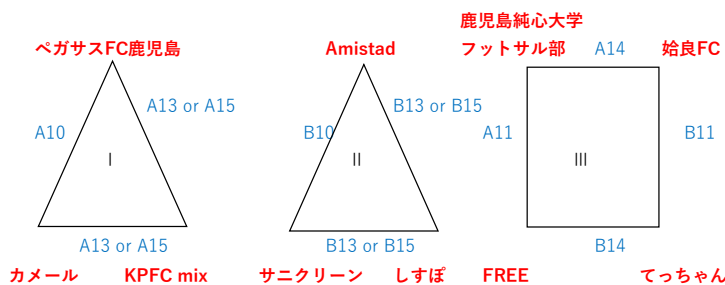 鹿児島純心大学
ペガサスFC鹿児島 Amistad フットサル部 A14 姶良FC
A13 or A15 B13 or B15
A10 B10 A11 B11
I II III
A13 or A15 B13 or B15 B14
カメール KPFC mix サニクリーン しすぽ FREE てっちゃん